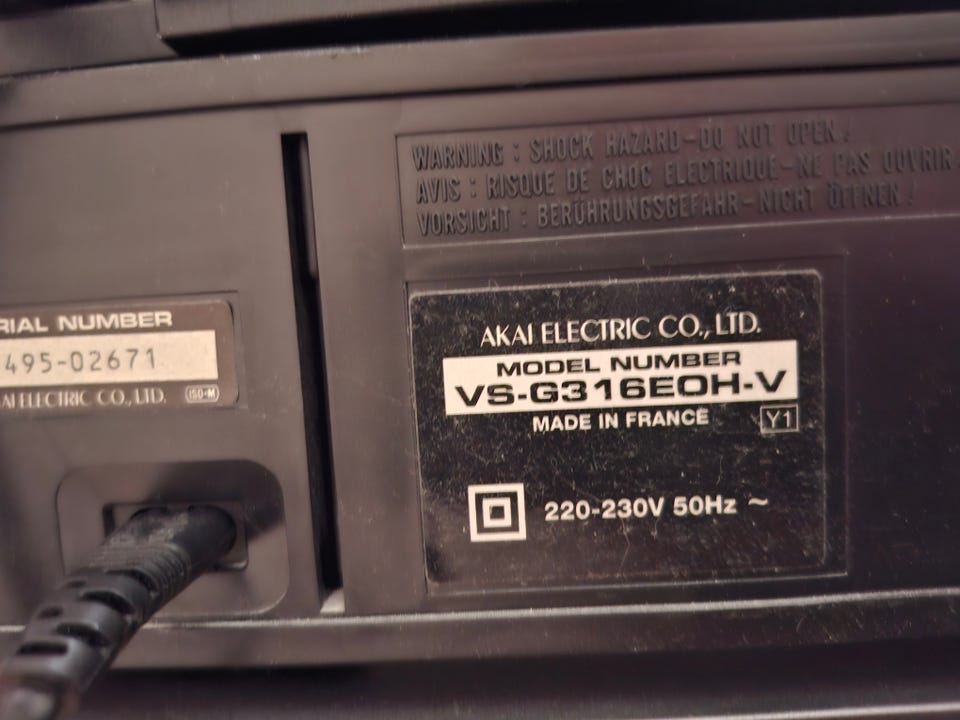 WARNING : SHOCK HAZARD-DO NOT OPEN !
AVIS : RISQUE DE CHOC ELECTRIQUE-NE PAS OUVRIR.
VORSICHT : BERÜHRUNGSGEFAHR-NICHT ÖFFNEN !
RIAL NUMBER
495-02671
AI ELECTRIC CO., LTD.
ISO-M
AKAI ELECTRIC CO., LTD.
MODEL NUMBER
VS-G316EOH-V
MADE IN FRANCE
Y1
220-230V 50Hz ~